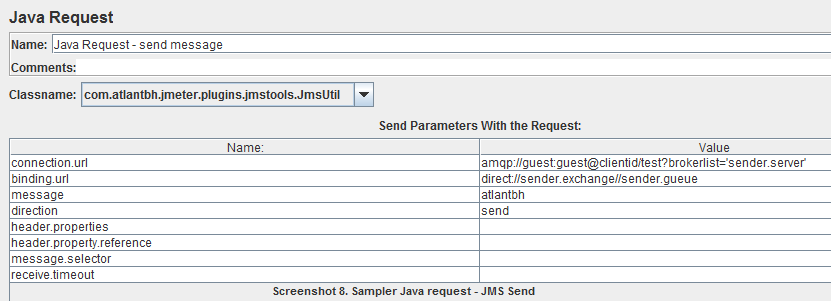 Java Request
Name: Java Request - send message
Comments:
Classname: com.atlantbh.jmeter.plugins.jmstools.JmsUtil
Send Parameters With the Request:
Name: Value
connection.url amqp://guest:guest@clientid/test?brokerlist='sender.server'
binding.url direct://sender.exchange//sender.gueue
message atlantbh
direction send
header.properties
header.property.reference
message.selector
receive.timeout
Screenshot 8. Sampler Java request - JMS Send